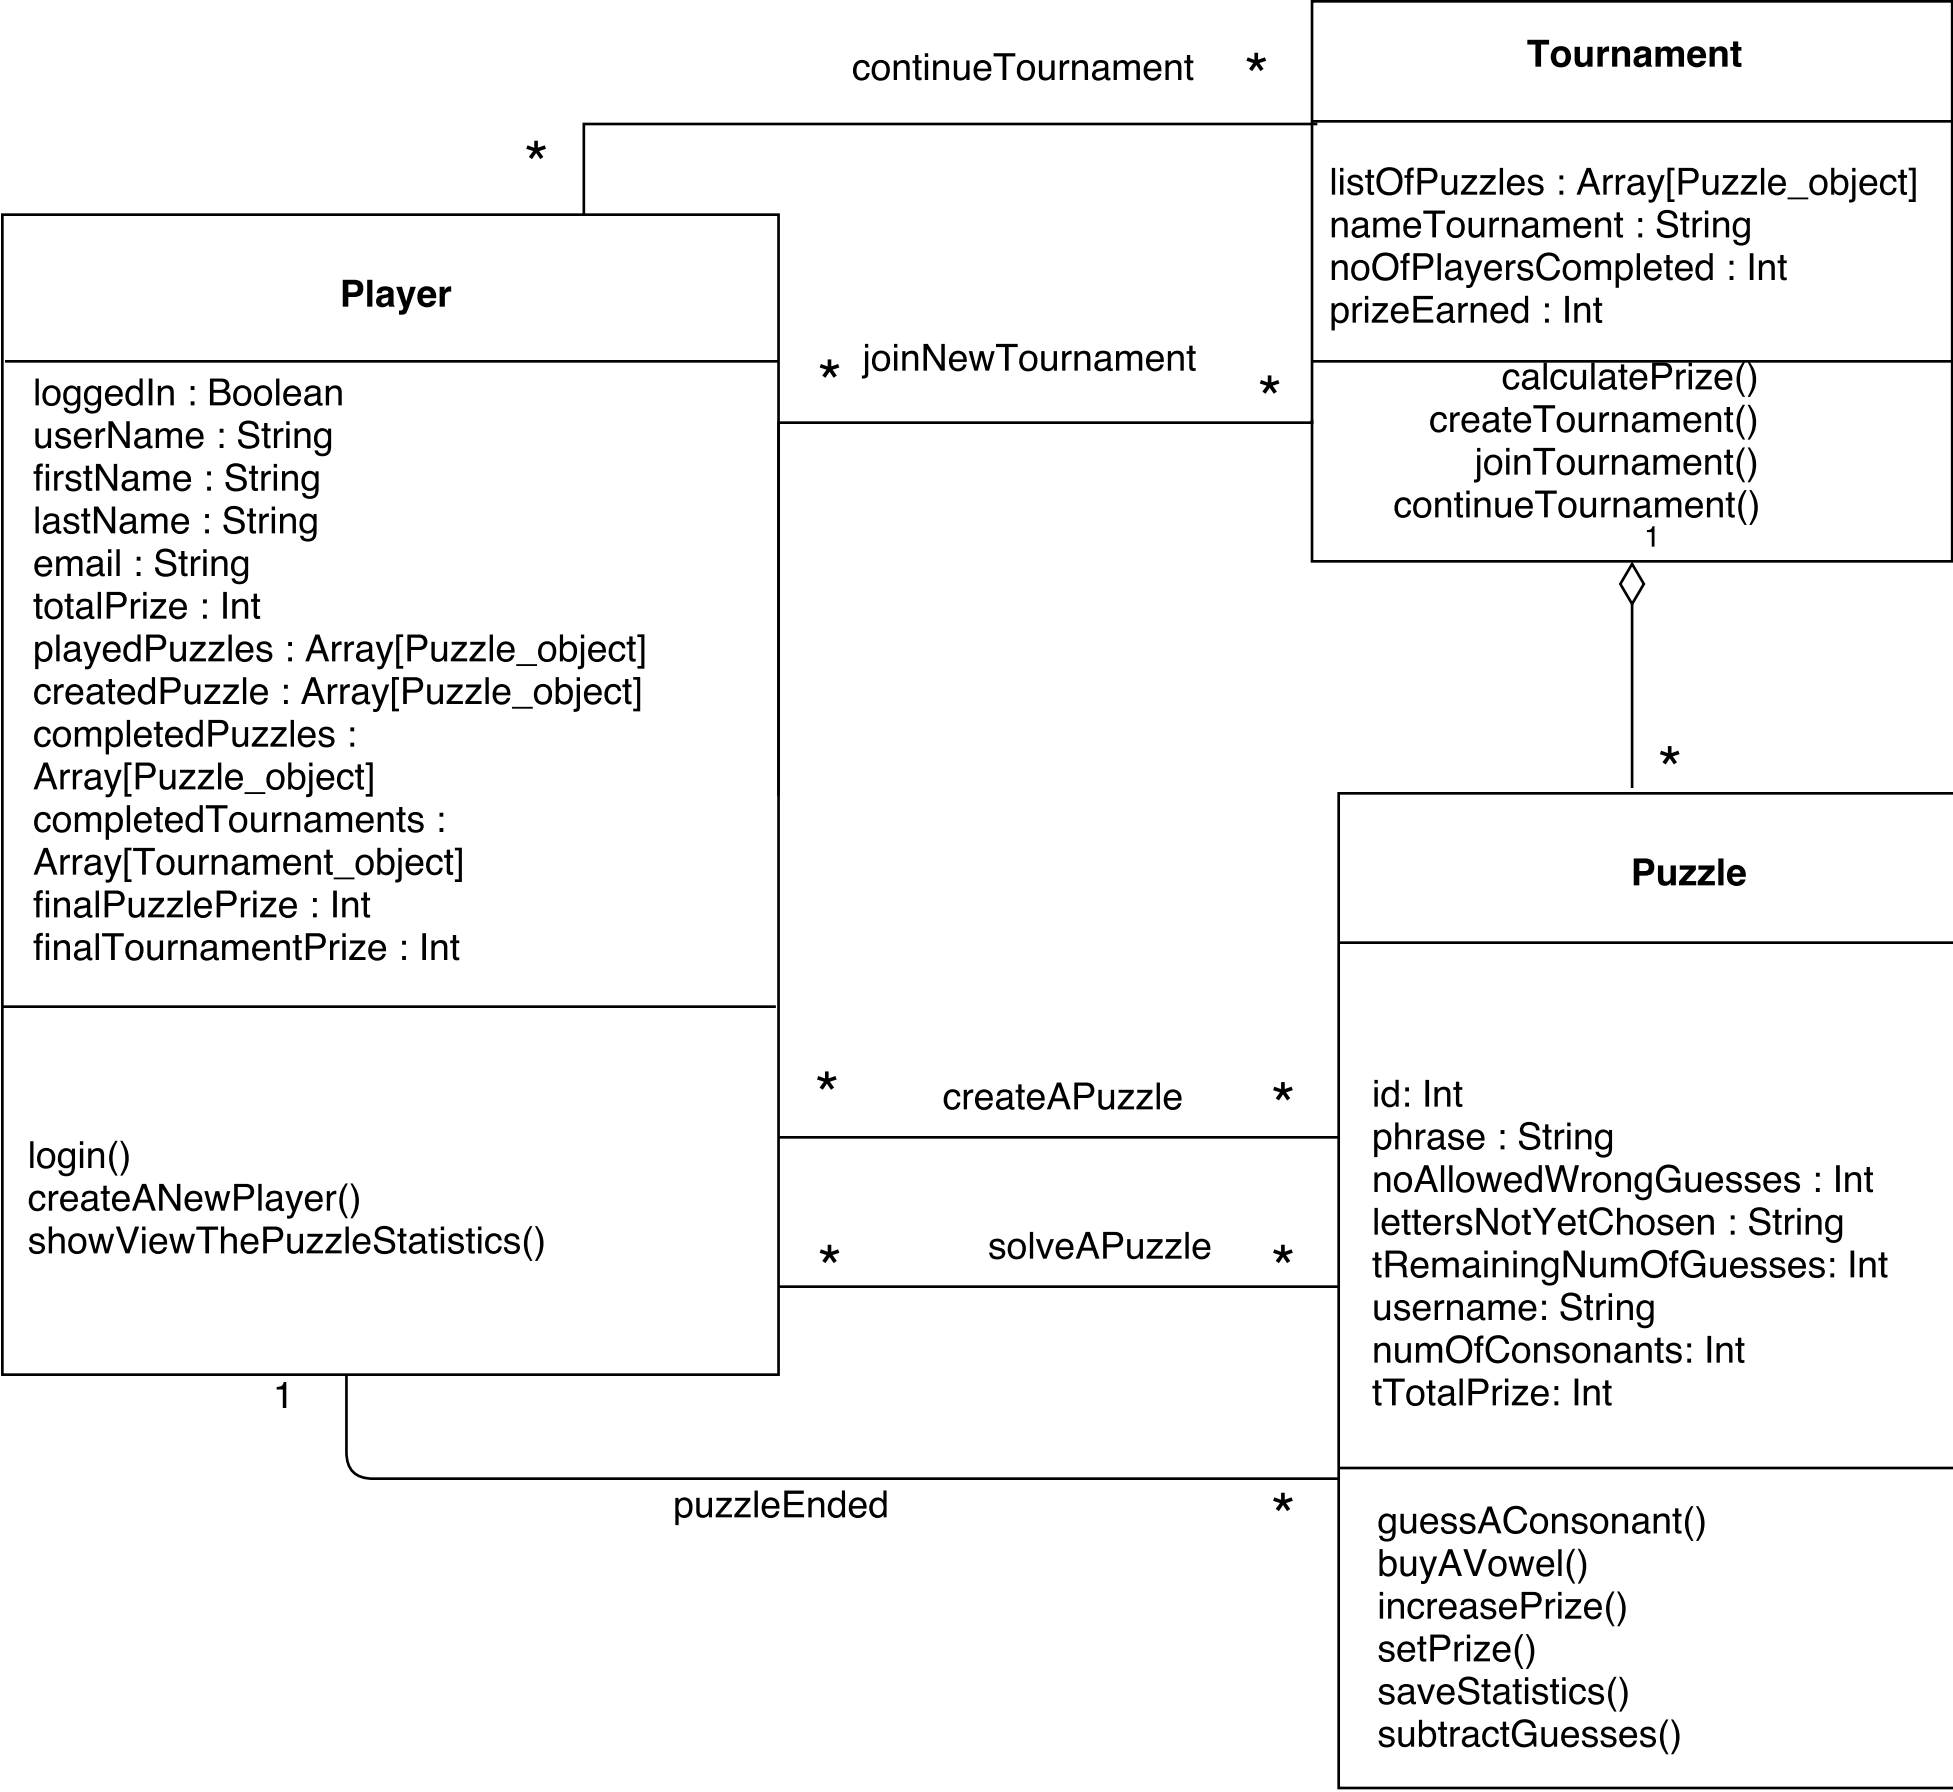 continueTournament *
*
Tournament
listOfPuzzles : Array[Puzzle_object]
nameTournament : String
noOfPlayersCompleted : Int
prizeEarned : Int
calculatePrize()
createTournament()
joinTournament()
continueTournament()
1
*
Player
loggedIn : Boolean
userName : String
firstName : String
lastName : String
email : String
totalPrize : Int
playedPuzzles : Array[Puzzle_object]
createdPuzzle : Array[Puzzle_object]
completedPuzzles :
Array[Puzzle_object]
completedTournaments :
Array[Tournament_object]
finalPuzzlePrize : Int
finalTournamentPrize : Int
login()
createANewPlayer()
showViewThePuzzleStatistics()
1
* joinNewTournament *
* createAPuzzle *
* solveAPuzzle *
puzzleEnded *
Puzzle
id: Int
phrase : String
noAllowedWrongGuesses : Int
lettersNotYetChosen : String
tRemainingNumOfGuesses: Int
username: String
numOfConsonants: Int
tTotalPrize: Int
guessAConsonant()
buyAVowel()
increasePrize()
setPrize()
saveStatistics()
subtractGuesses()